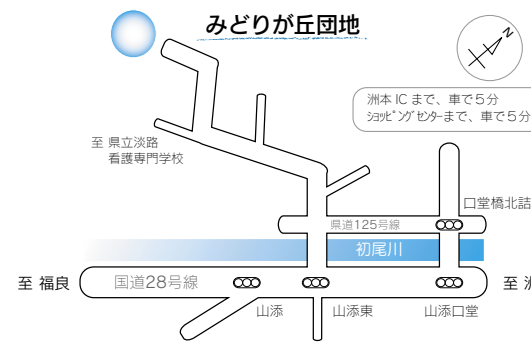 みどりが丘団地
N
洲本 IC まで、車で5分
ショッピングセンターまで、車で5分
至 県立淡路
看護専門学校
口堂橋北詰
県道125号線
初尾川
至 福良
国道28号線
至 洲
山添
山添東
山添口堂